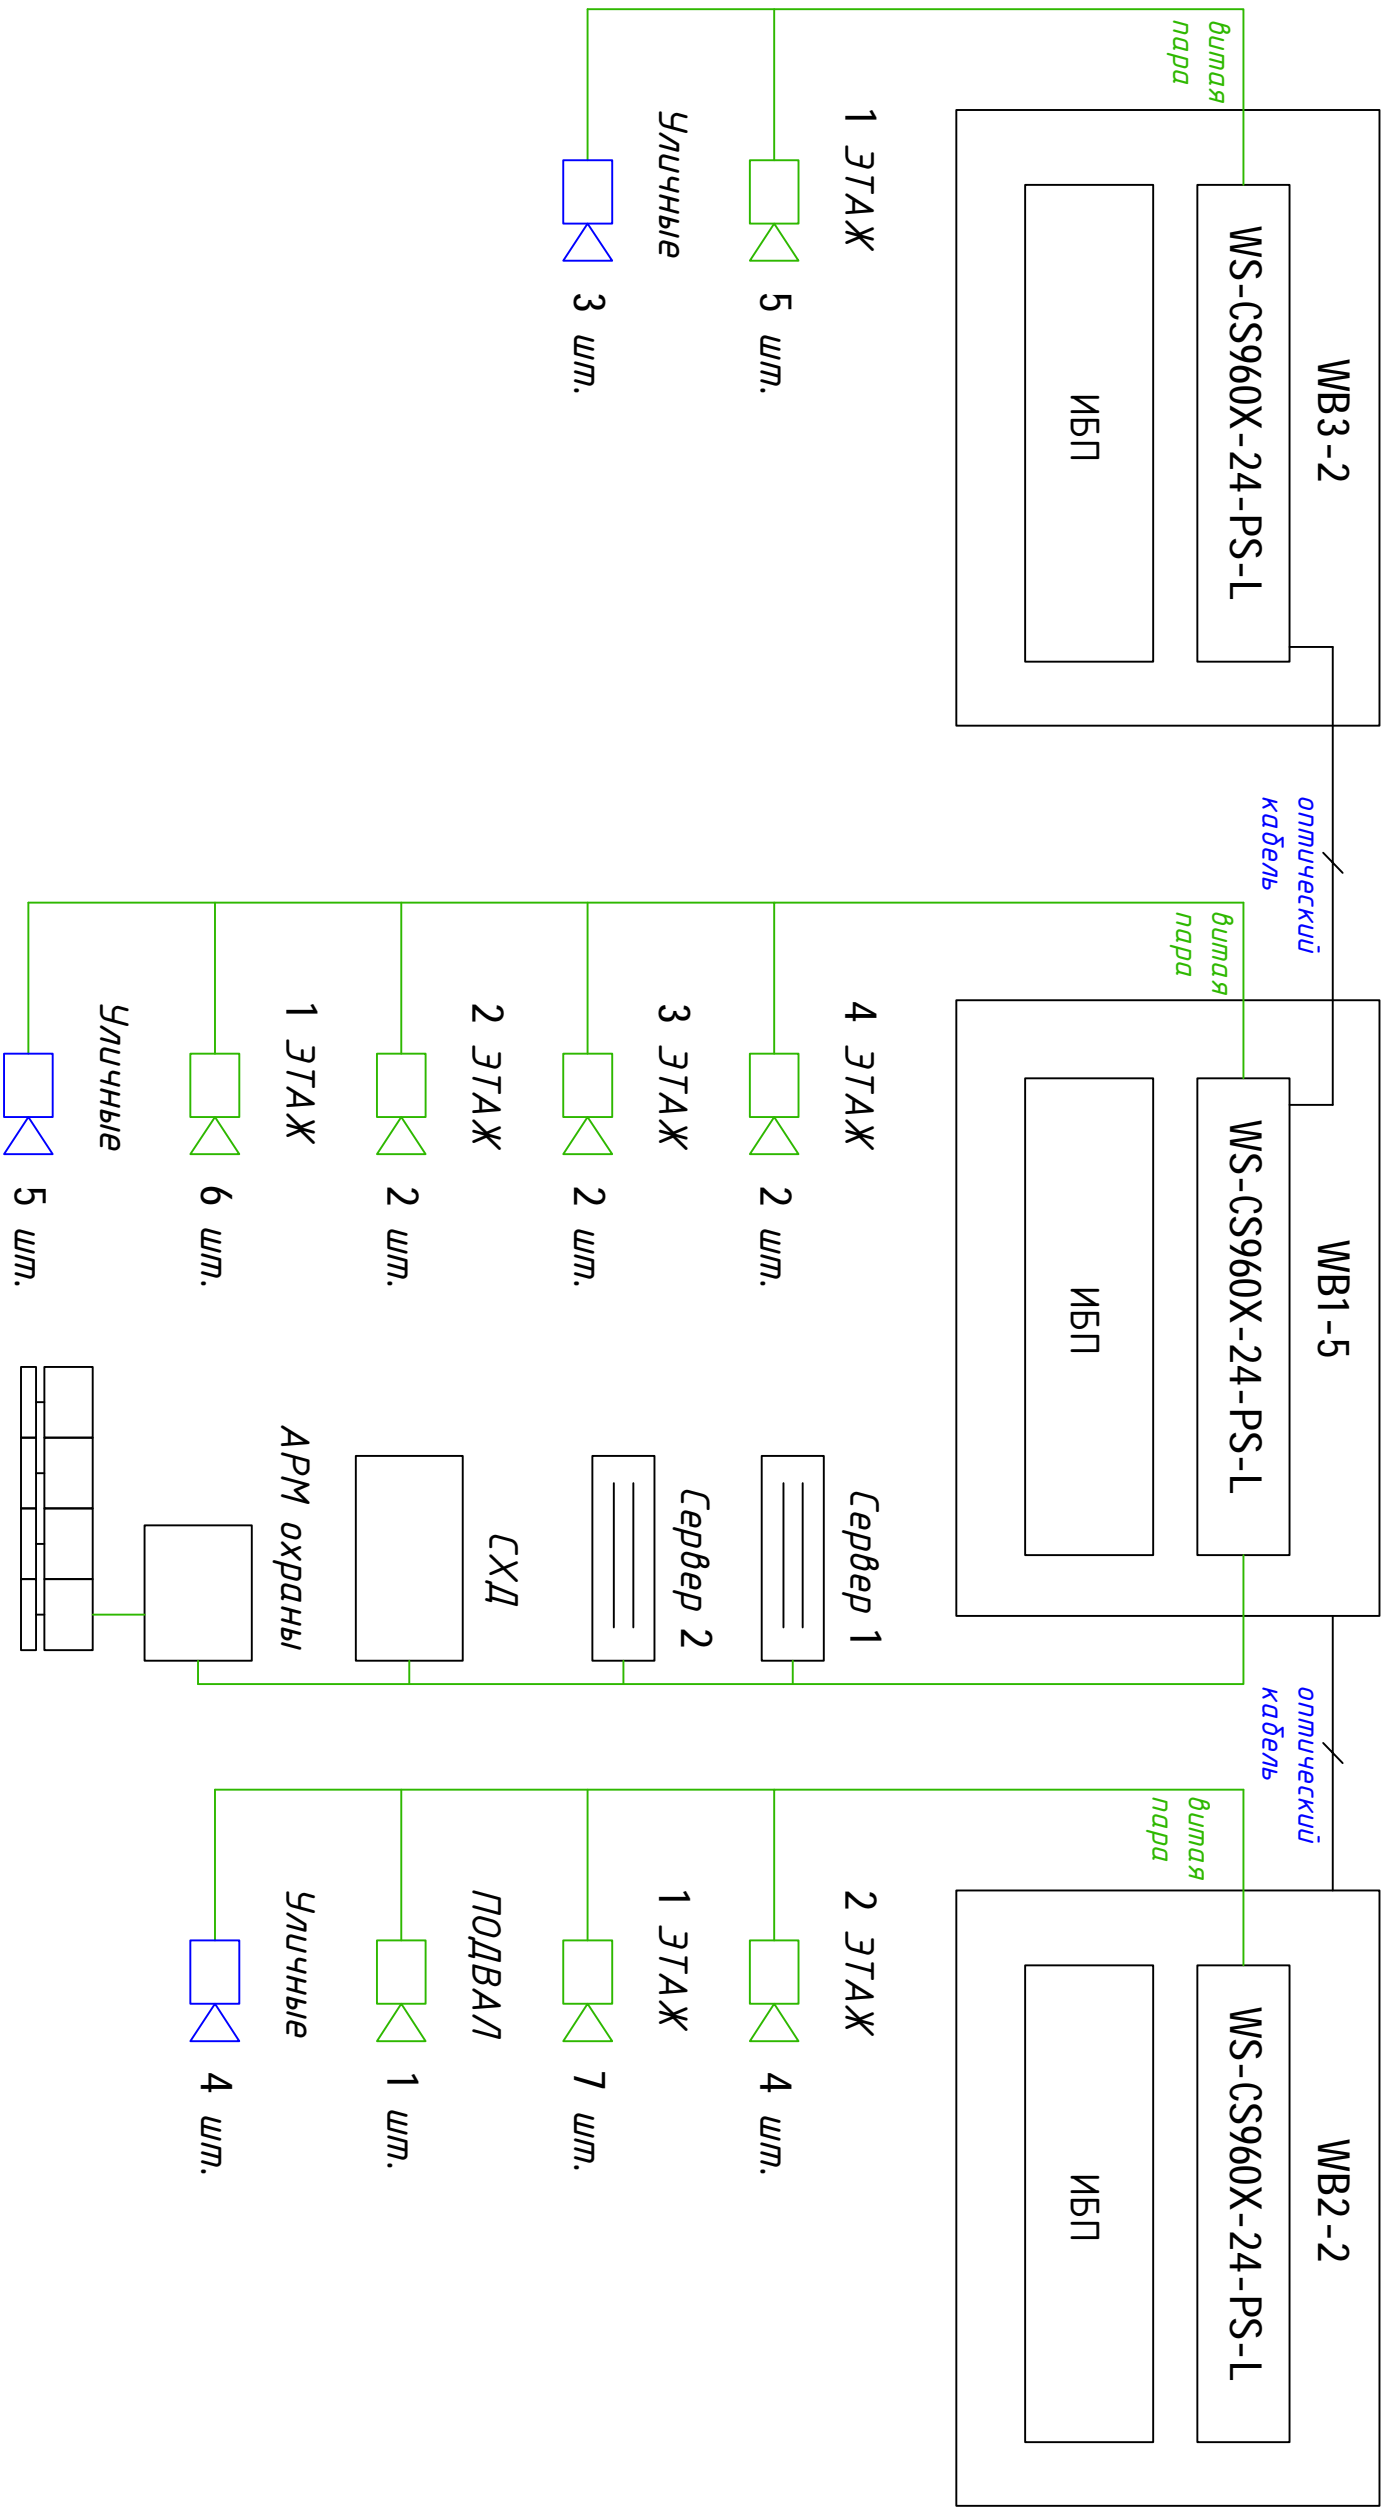 WB3-2
WS-CS960X-24-PS-L
ИБП
витая
пара
1 ЭТАЖ
5 шт.
Уличные
3 шт.
оптический
кабель
WB1-5
WS-CS960X-24-PS-L
ИБП
витая
пара
4 ЭТАЖ
2 шт.
3 ЭТАЖ
2 шт.
2 ЭТАЖ
2 шт.
1 ЭТАЖ
6 шт.
Уличные
5 шт.
Сервер 1
Сервер 2
СХД
АРМ охраны
оптический
кабель
WB2-2
WS-CS960X-24-PS-L
ИБП
витая
пара
2 ЭТАЖ
4 шт.
1 ЭТАЖ
7 шт.
ПОДВАЛ
1 шт.
Уличные
4 шт.